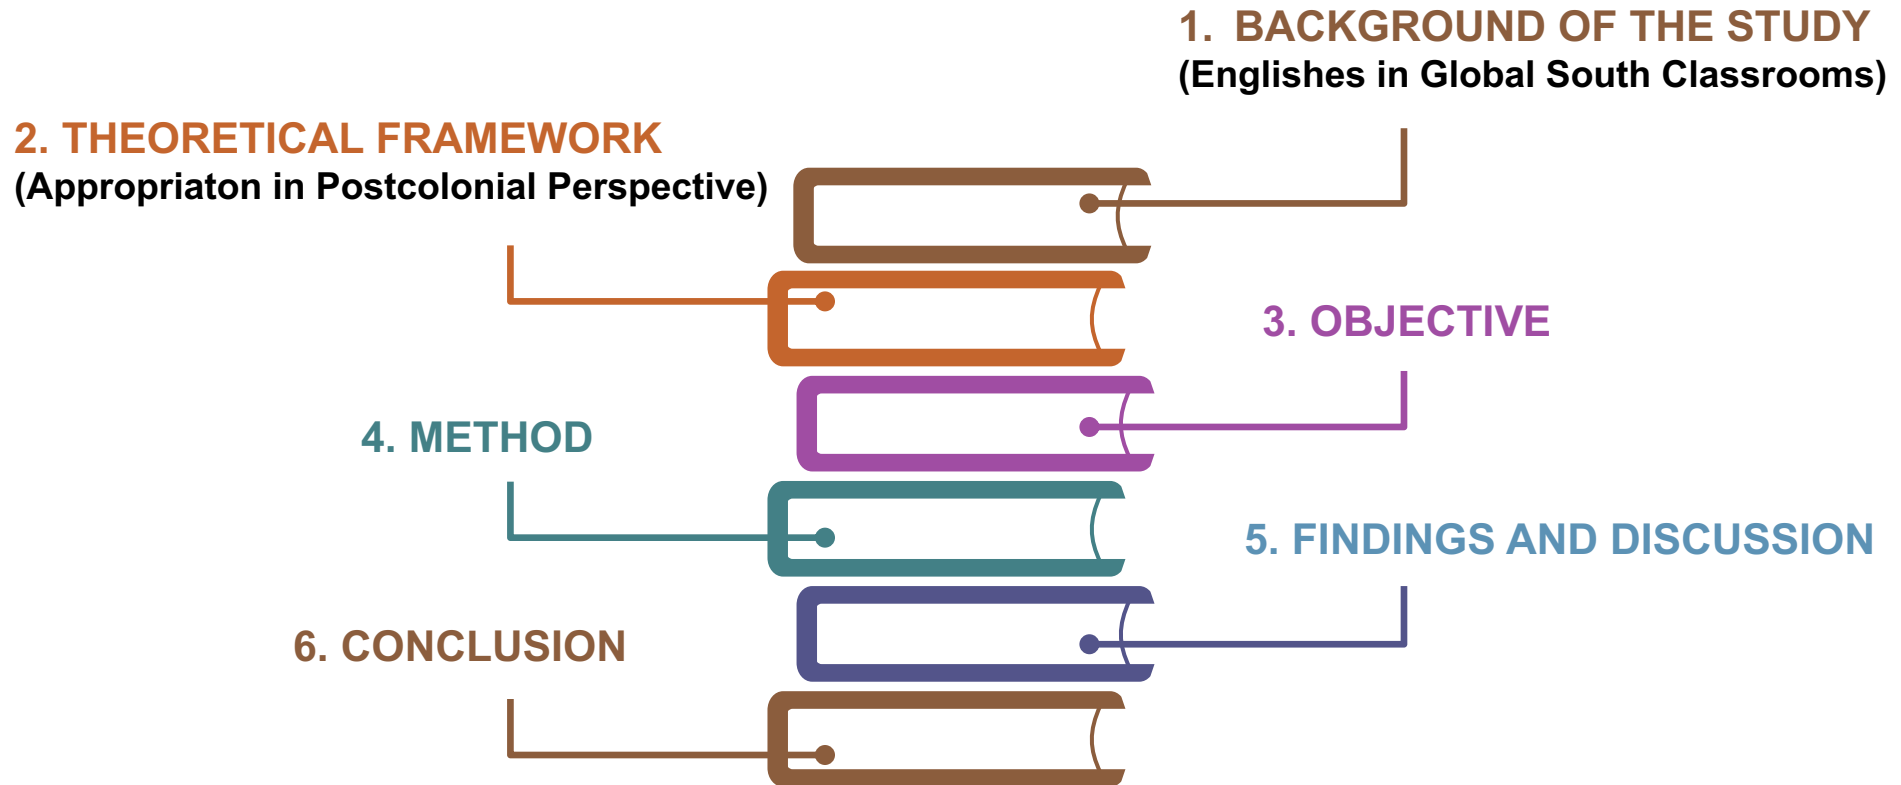 1. BACKGROUND OF THE STUDY
(Englishes in Global South Classrooms)
2. THEORETICAL FRAMEWORK
(Appropriaton in Postcolonial Perspective)
3. OBJECTIVE
4. METHOD
5. FINDINGS AND DISCUSSION
6. CONCLUSION